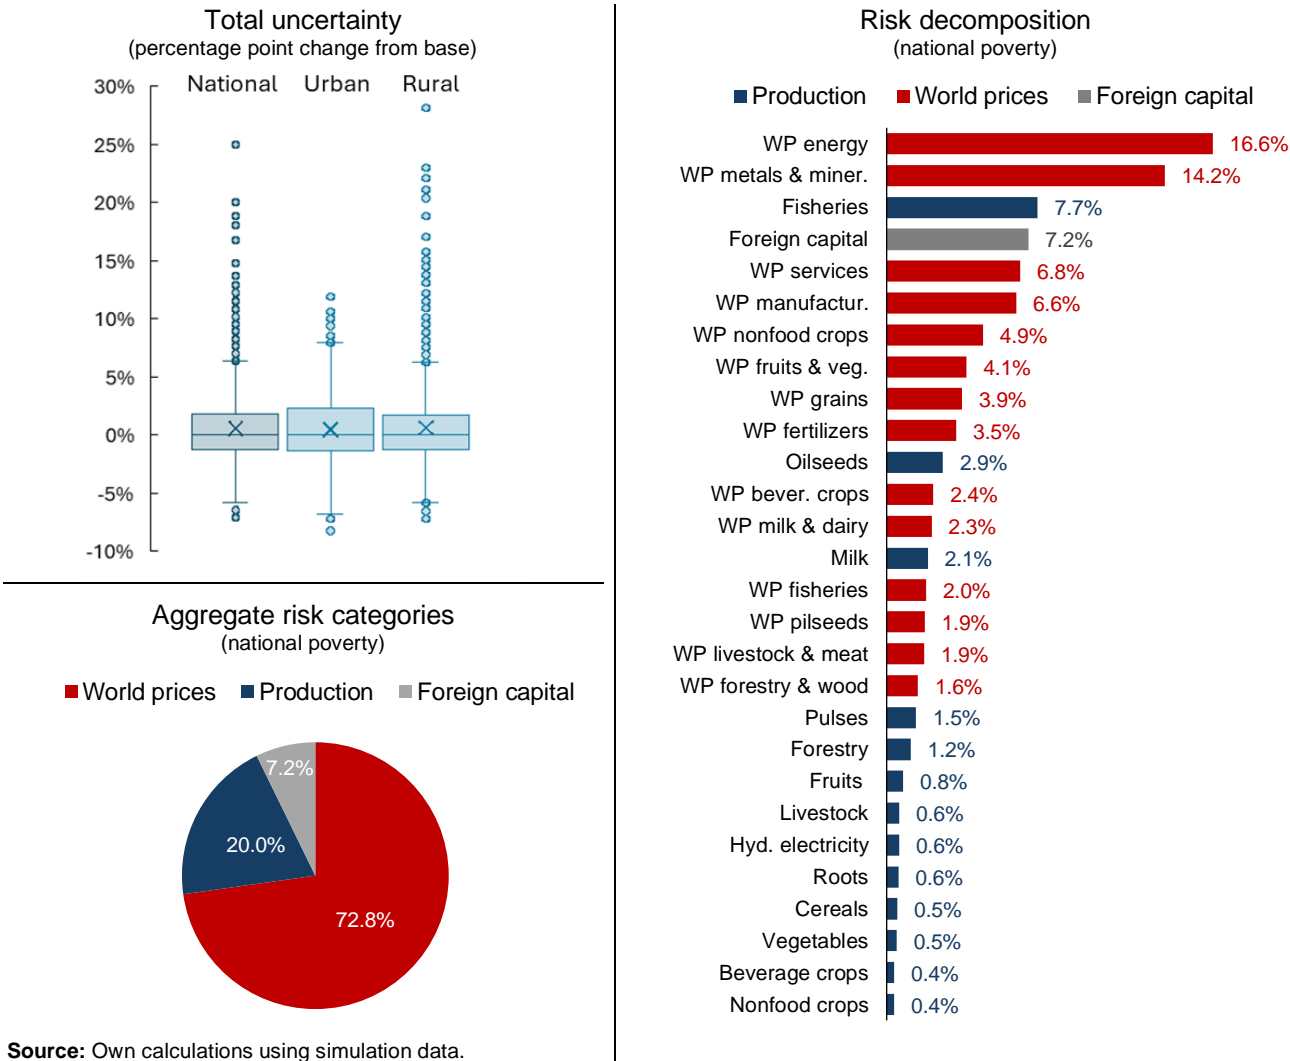 Total uncertainty
(percentage point change from base)
National Urban Rural
30%
25%
20%
15%
10%
5%
0%
-5%
-10%
Aggregate risk categories
(national poverty)
World prices Production Foreign capital
7.2%
20.0%
72.8%
Source: Own calculations using simulation data.
Risk decomposition
(national poverty)
Production World prices Foreign capital
WP energy 16.6%
WP metals & miner. 14.2%
Fisheries 7.7%
Foreign capital 7.2%
WP services 6.8%
WP manufactur. 6.6%
WP nonfood crops 4.9%
WP fruits & veg. 4.1%
WP grains 3.9%
WP fertilizers 3.5%
Oilseeds 2.9%
WP bever. crops 2.4%
WP milk & dairy 2.3%
Milk 2.1%
WP fisheries 2.0%
WP pilseeds 1.9%
WP livestock & meat 1.9%
WP forestry & wood 1.6%
Pulses 1.5%
Forestry 1.2%
Fruits 0.8%
Livestock 0.6%
Hyd. electricity 0.6%
Roots 0.6%
Cereals 0.5%
Vegetables 0.5%
Beverage crops 0.4%
Nonfood crops 0.4%